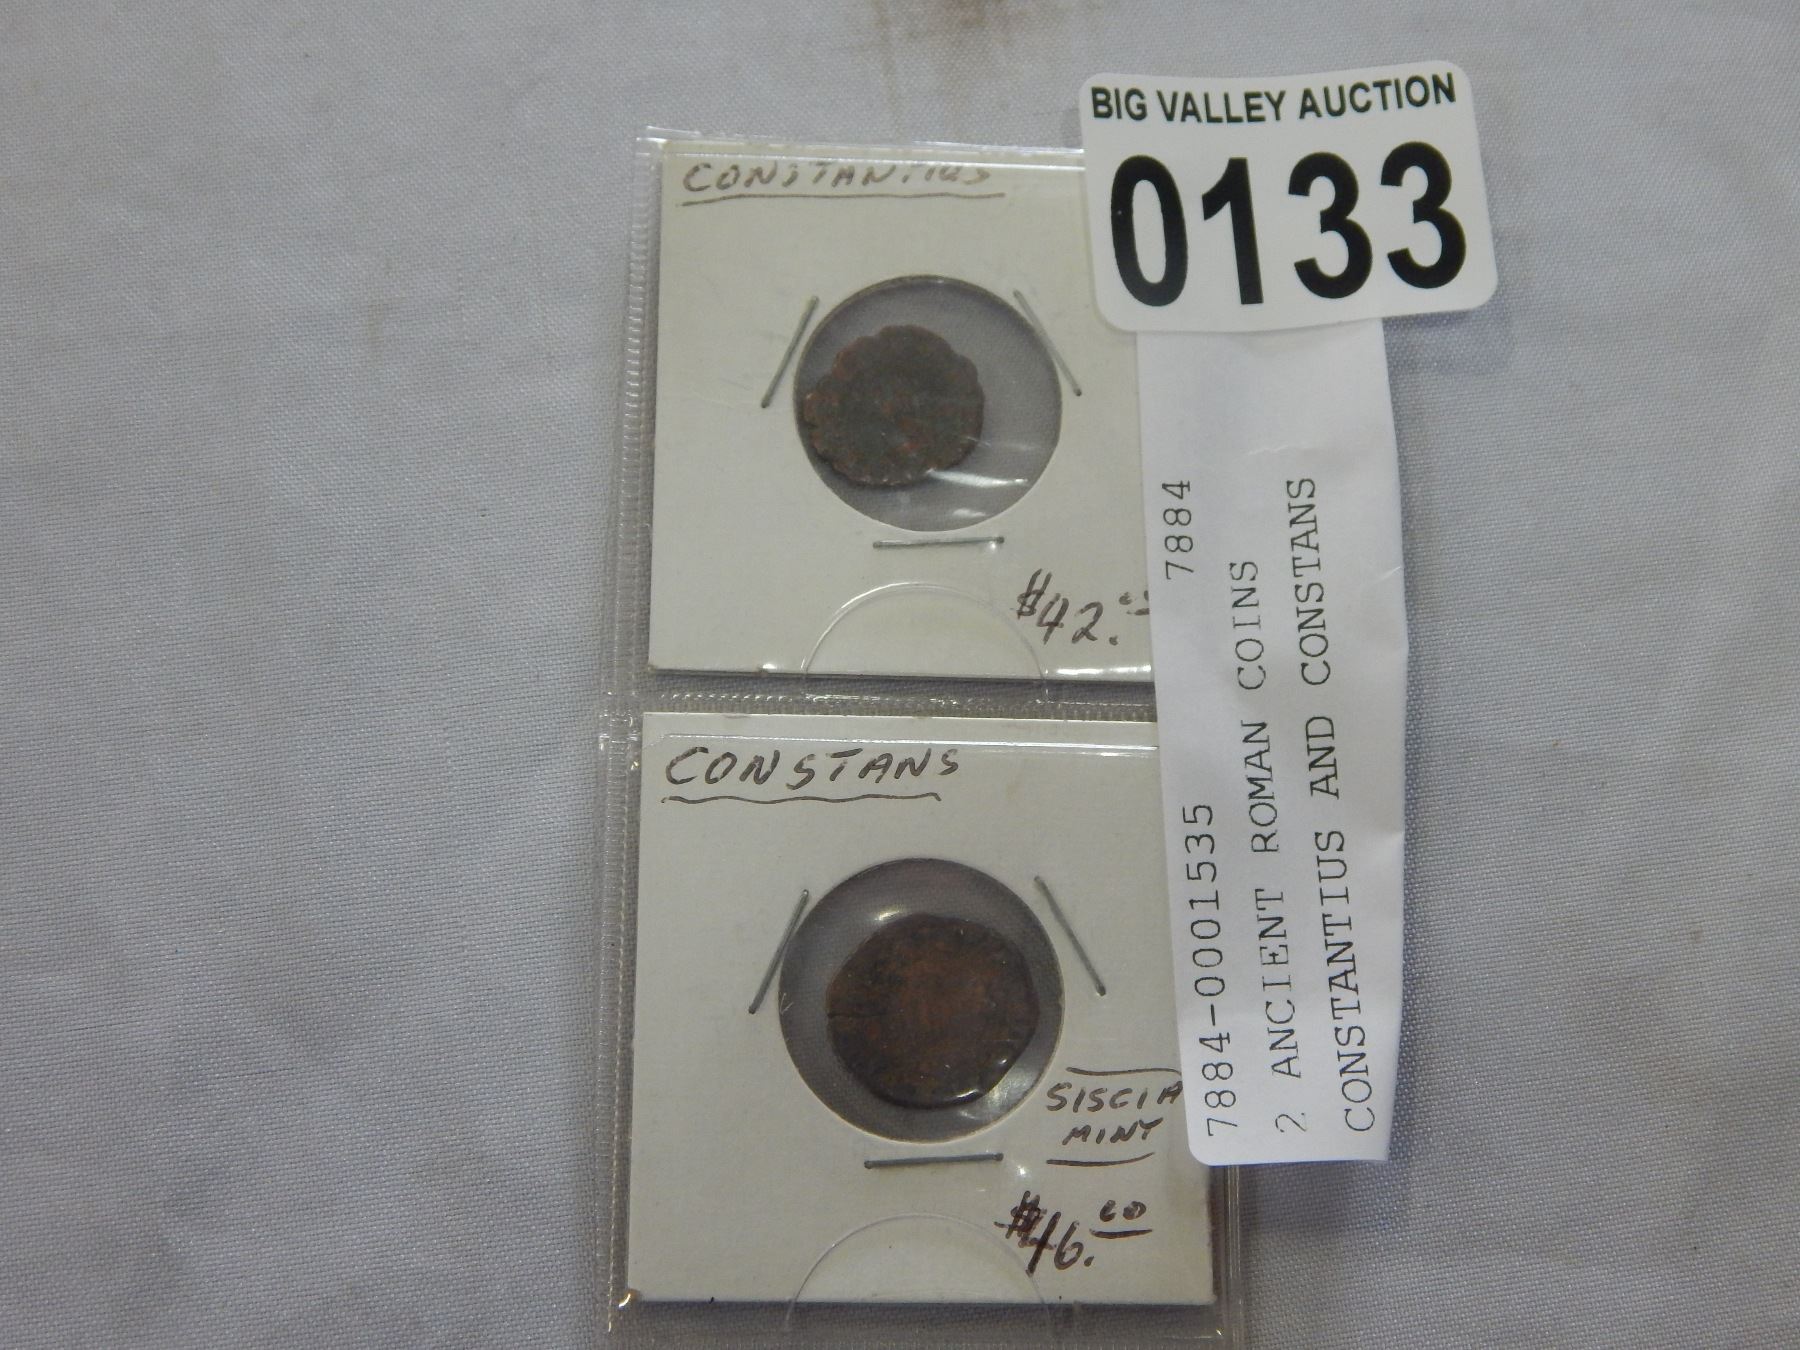 BIG VALLEY AUCTION
0133
CONSTANTIUS
$42.
CONSTANS
SISCIA
MINT
$46.00
7884-0001535 7884
2 ANCIENT ROMAN COINS
CONSTANTIUS AND CONSTANS